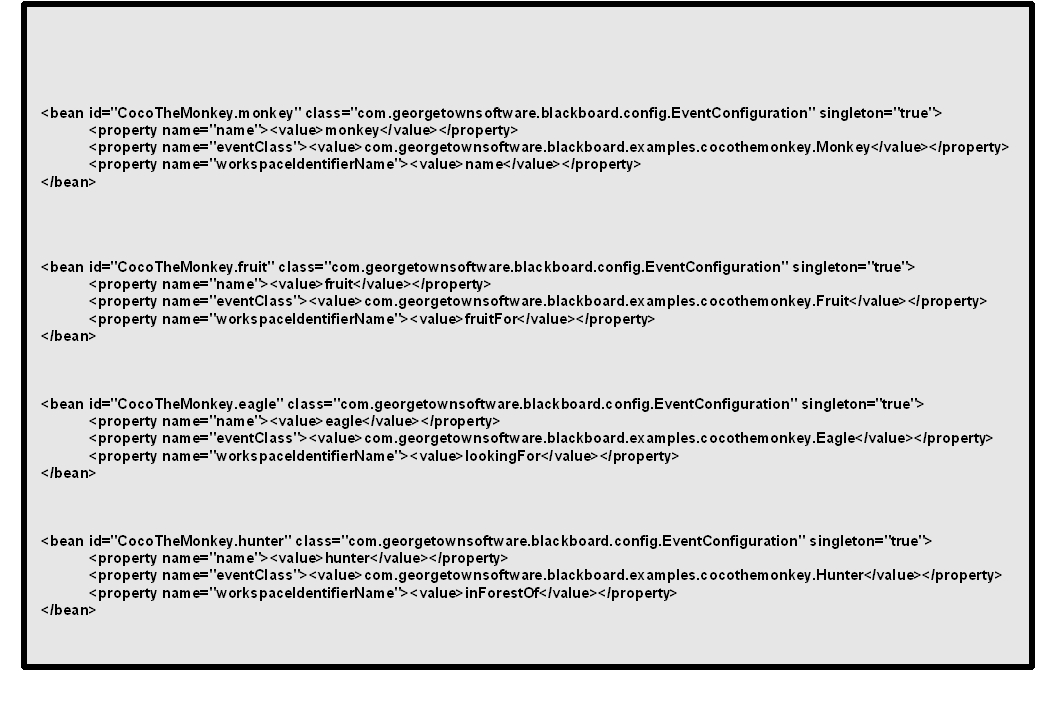 <bean id="CocoTheMonkey.monkey" class="com.georgetownsoftware.blackboard.config.EventConfiguration" singleton="true">
<property name="name"><value>monkey</value></property>
<property name="eventClass"><value>com.georgetownsoftware.blackboard.examples.cocothemonkey.Monkey</value></property>
<property name="workspaceIdentifierName"><value>name</value></property>
</bean>
<bean id="CocoTheMonkey.fruit" class="com.georgetownsoftware.blackboard.config.EventConfiguration" singleton="true">
<property name="name"><value>fruit</value></property>
<property name="eventClass"><value>com.georgetownsoftware.blackboard.examples.cocothemonkey.Fruit</value></property>
<property name="workspaceIdentifierName"><value>fruitFor</value></property>
</bean>
<bean id="CocoTheMonkey.eagle" class="com.georgetownsoftware.blackboard.config.EventConfiguration" singleton="true">
<property name="name"><value>eagle</value></property>
<property name="eventClass"><value>com.georgetownsoftware.blackboard.examples.cocothemonkey.Eagle</value></property>
<property name="workspaceIdentifierName"><value>lookingFor</value></property>
</bean>
<bean id="CocoTheMonkey.hunter" class="com.georgetownsoftware.blackboard.config.EventConfiguration" singleton="true">
<property name="name"><value>hunter</value></property>
<property name="eventClass"><value>com.georgetownsoftware.blackboard.examples.cocothemonkey.Hunter</value></property>
<property name="workspaceIdentifierName"><value>inForestOf</value></property>
</bean>